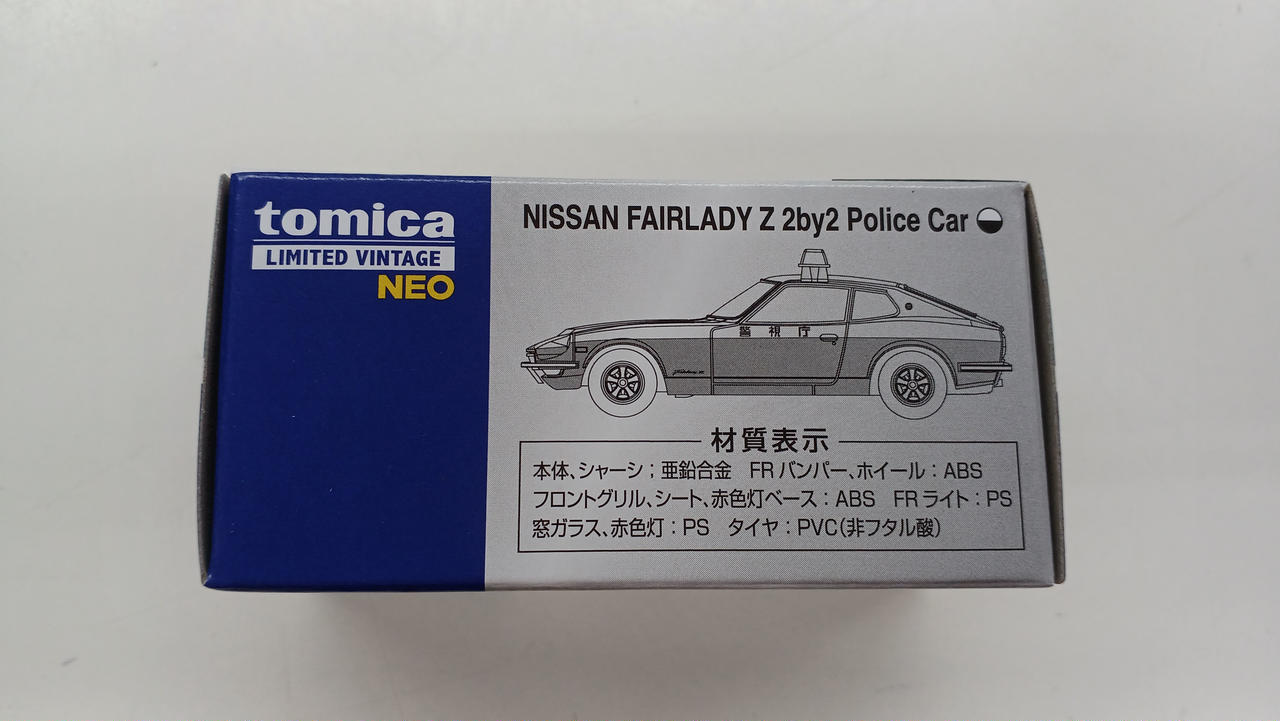 tomica
LIMITED VINTAGE
NEO
NISSAN FAIRLADY Z 2by2 Police Car
警視庁
材質表示
本体、シャーシ；亜鉛合金　FRバンパー、ホイール：ABS
フロントグリル、シート、赤色灯ベース：ABS　FRライト：PS
窓ガラス、赤色灯：PS　タイヤ：PVC（非フタル酸）